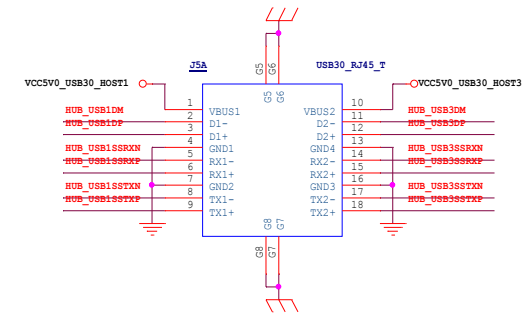 G5
G6
J5A
USB30_RJ45_T
VCC5V0_USB30_HOST1
VCC5V0_USB30_HOST3
G5
G6
1
VBUS1
VBUS2
10
HUB_USB1DM
2
D1-
D2-
11
HUB_USB3DM
HUB_USB1DP
3
D1+
D2+
12
HUB_USB3DP
4
GND1
GND4
13
HUB_USB1SSRXN
5
RX1-
RX2-
14
HUB_USB3SSRXN
HUB_USB1SSRXP
6
RX1+
RX2+
15
HUB_USB3SSRXP
7
GND2
GND3
16
HUB_USB1SSTXN
8
TX1-
TX2-
17
HUB_USB3SSTXN
HUB_USB1SSTXP
9
TX1+
TX2+
18
HUB_USB3SSTXP
G8
G7
G8
G7